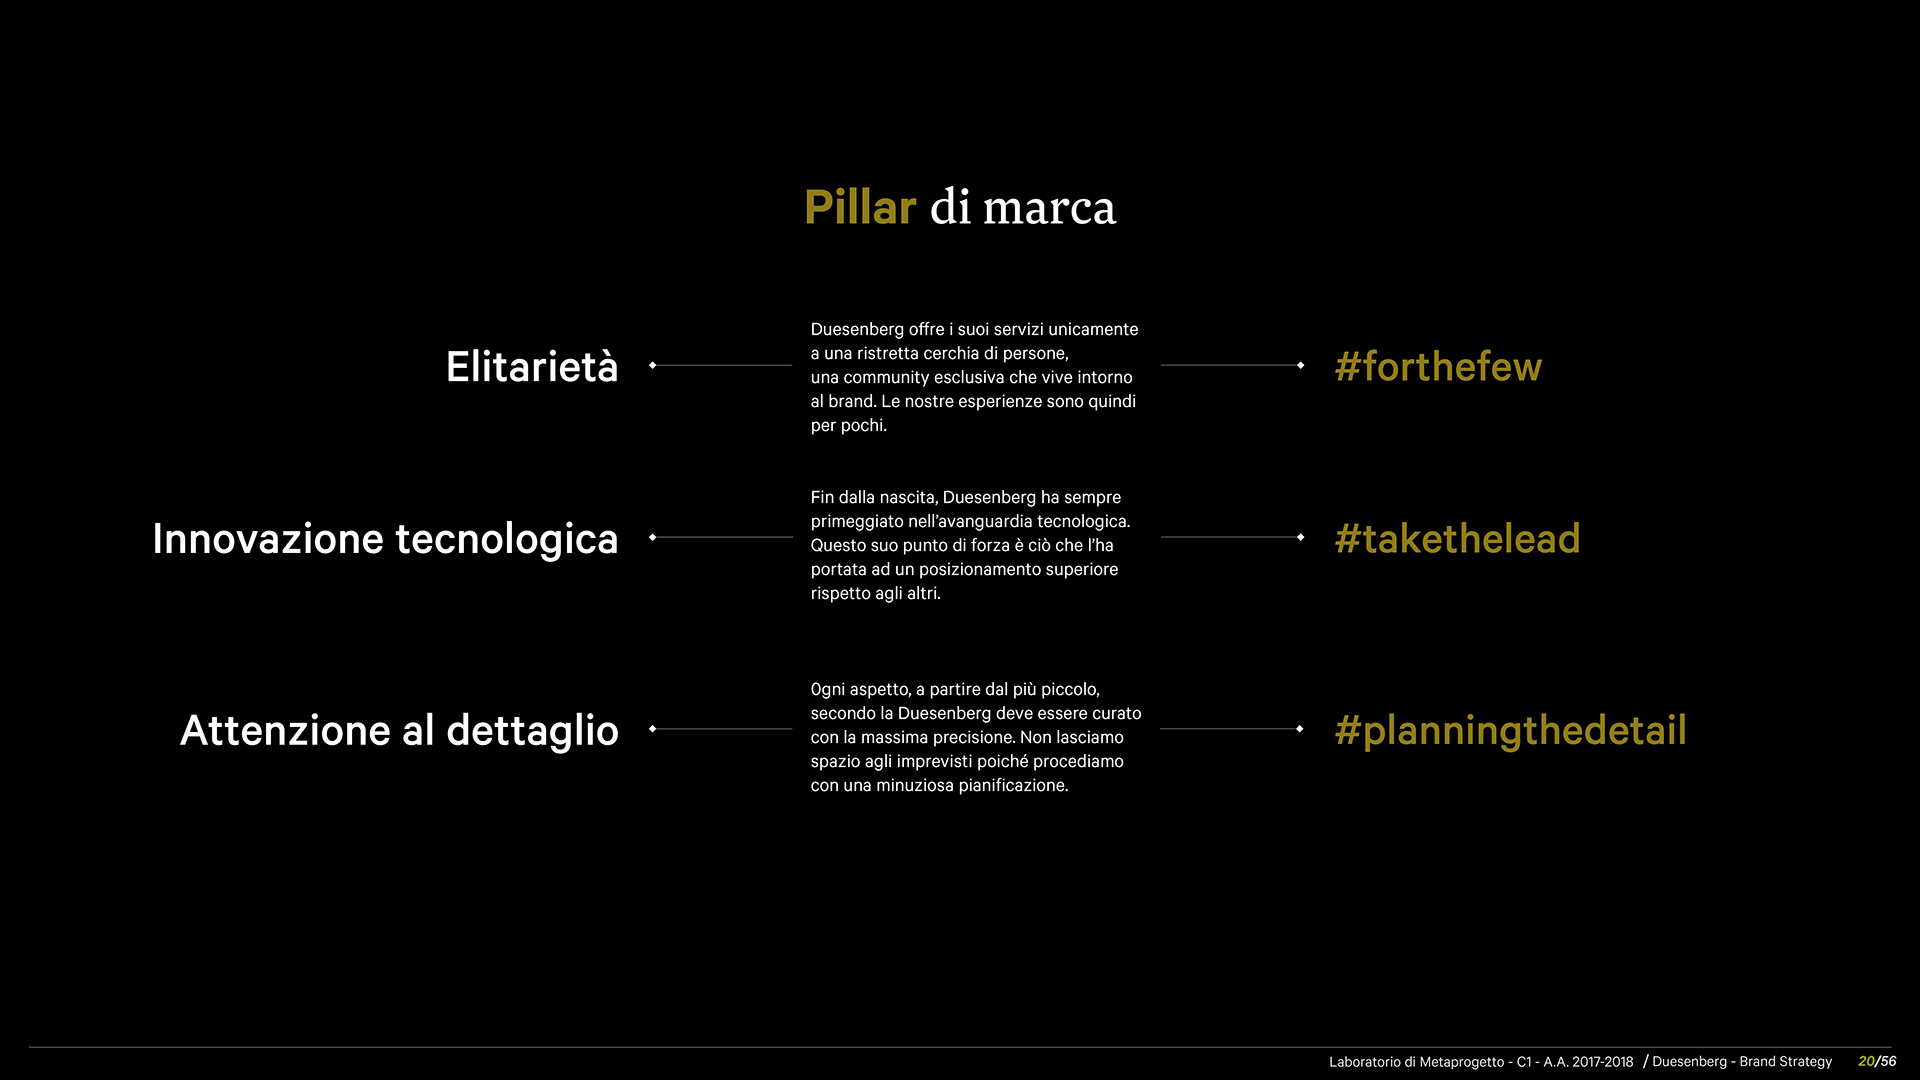 Pillar di marca
Elitarietà
Duesenberg offre i suoi servizi unicamente
a una ristretta cerchia di persone,
una community esclusiva che vive intorno
al brand. Le nostre esperienze sono quindi
per pochi.
#forthefew
Innovazione tecnologica
Fin dalla nascita, Duesenberg ha sempre
primeggiato nell’avanguardia tecnologica.
Questo suo punto di forza è ciò che l’ha
portata ad un posizionamento superiore
rispetto agli altri.
#takethelead
Attenzione al dettaglio
Ogni aspetto, a partire dal più piccolo,
secondo la Duesenberg deve essere curato
con la massima precisione. Non lasciamo
spazio agli imprevisti poiché procediamo
con una minuziosa pianificazione.
#planningthedetail
Laboratorio di Metaprogetto - C1 - A.A. 2017-2018 / Duesenberg - Brand Strategy 20/56